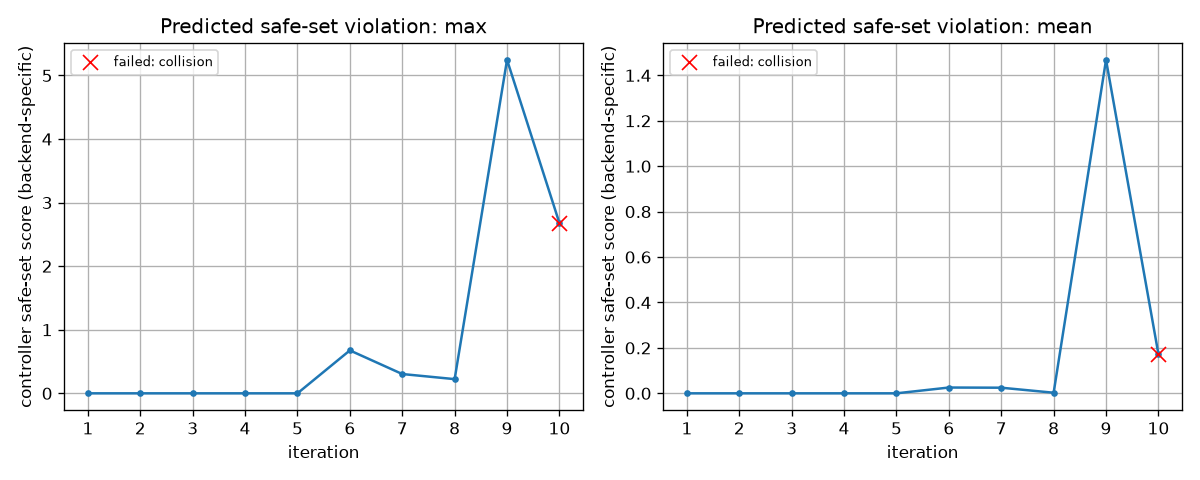 Predicted safe-set violation: max
failed: collision
controller safe-set score (backend-specific)
5
4
3
2
1
0
1 2 3 4 5 6 7 8 9 10
iteration
Predicted safe-set violation: mean
failed: collision
controller safe-set score (backend-specific)
1.4
1.2
1.0
0.8
0.6
0.4
0.2
0.0
1 2 3 4 5 6 7 8 9 10
iteration